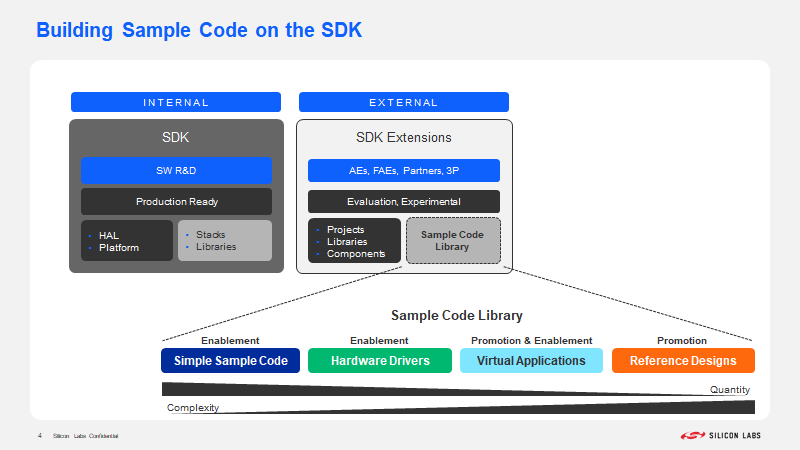 Building Sample Code on the SDK
INTERNAL
EXTERNAL
SDK
SW R&D
Production Ready
• HAL
• Platform
• Stacks
• Libraries
SDK Extensions
AEs, FAEs, Partners, 3P
Evaluation, Experimental
• Projects
• Libraries
• Components
Sample Code
Library
Sample Code Library
Enablement
Enablement
Promotion & Enablement
Promotion
Simple Sample Code
Hardware Drivers
Virtual Applications
Reference Designs
Quantity
Complexity
4 Silicon Labs Confidential
SILICON LABS